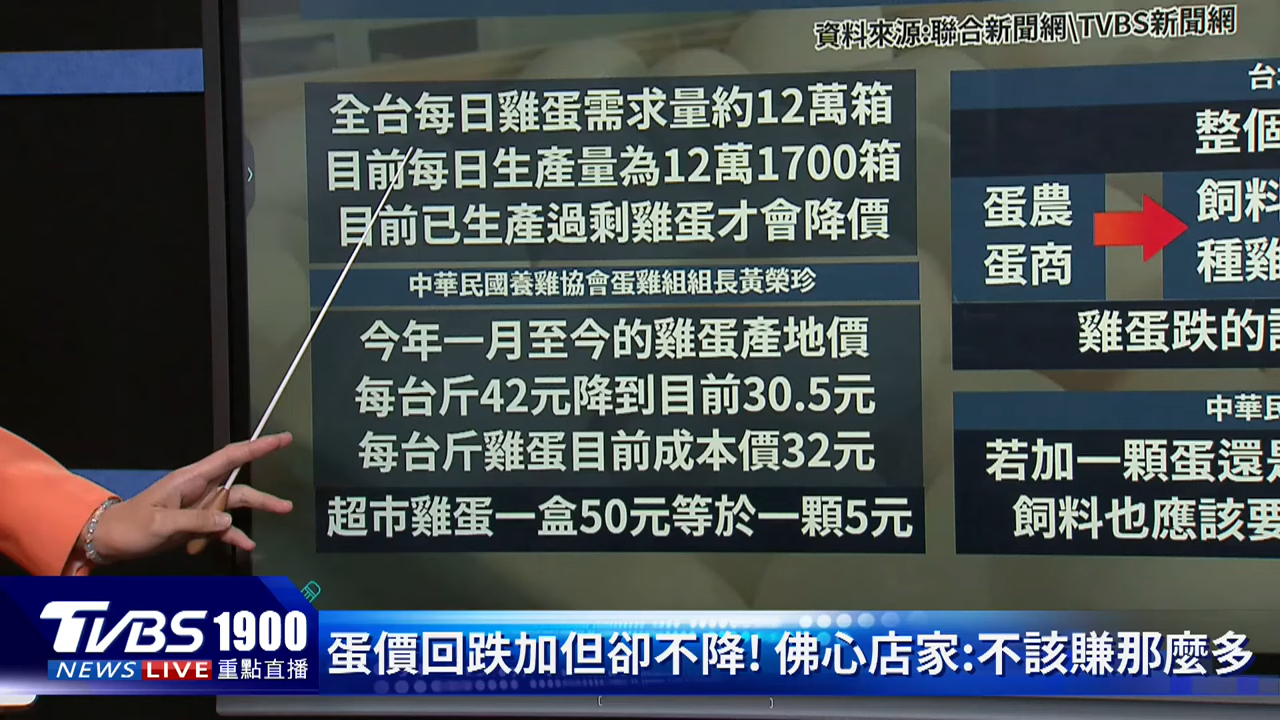 資料來源:聯合新聞網\TVBS新聞網
全台每日雞蛋需求量約12萬箱
目前每日生產量為12萬1700箱
目前已生產過剩雞蛋才會降價
中華民國養雞協會蛋雞組組長黃榮珍
今年一月至今的雞蛋產地價
每台斤42元降到目前30.5元
每台斤雞蛋目前成本價32元
超市雞蛋一盒50元等於一顆5元
整個
蛋農
蛋商
飼料
種雞
雞蛋跌的
中華民
若加一顆蛋還是
飼料也應該要
TVBS NEWS LIVE
1900
重點直播
蛋價回跌加但卻不降! 佛心店家:不該賺那麼多